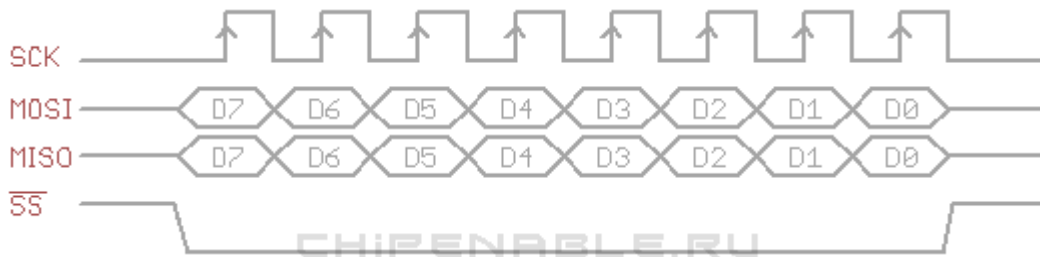 SCK
MOSI D7 D6 D5 D4 D3 D2 D1 D0
MISO D7 D6 D5 D4 D3 D2 D1 D0
SS
CHiPENABLE.RU